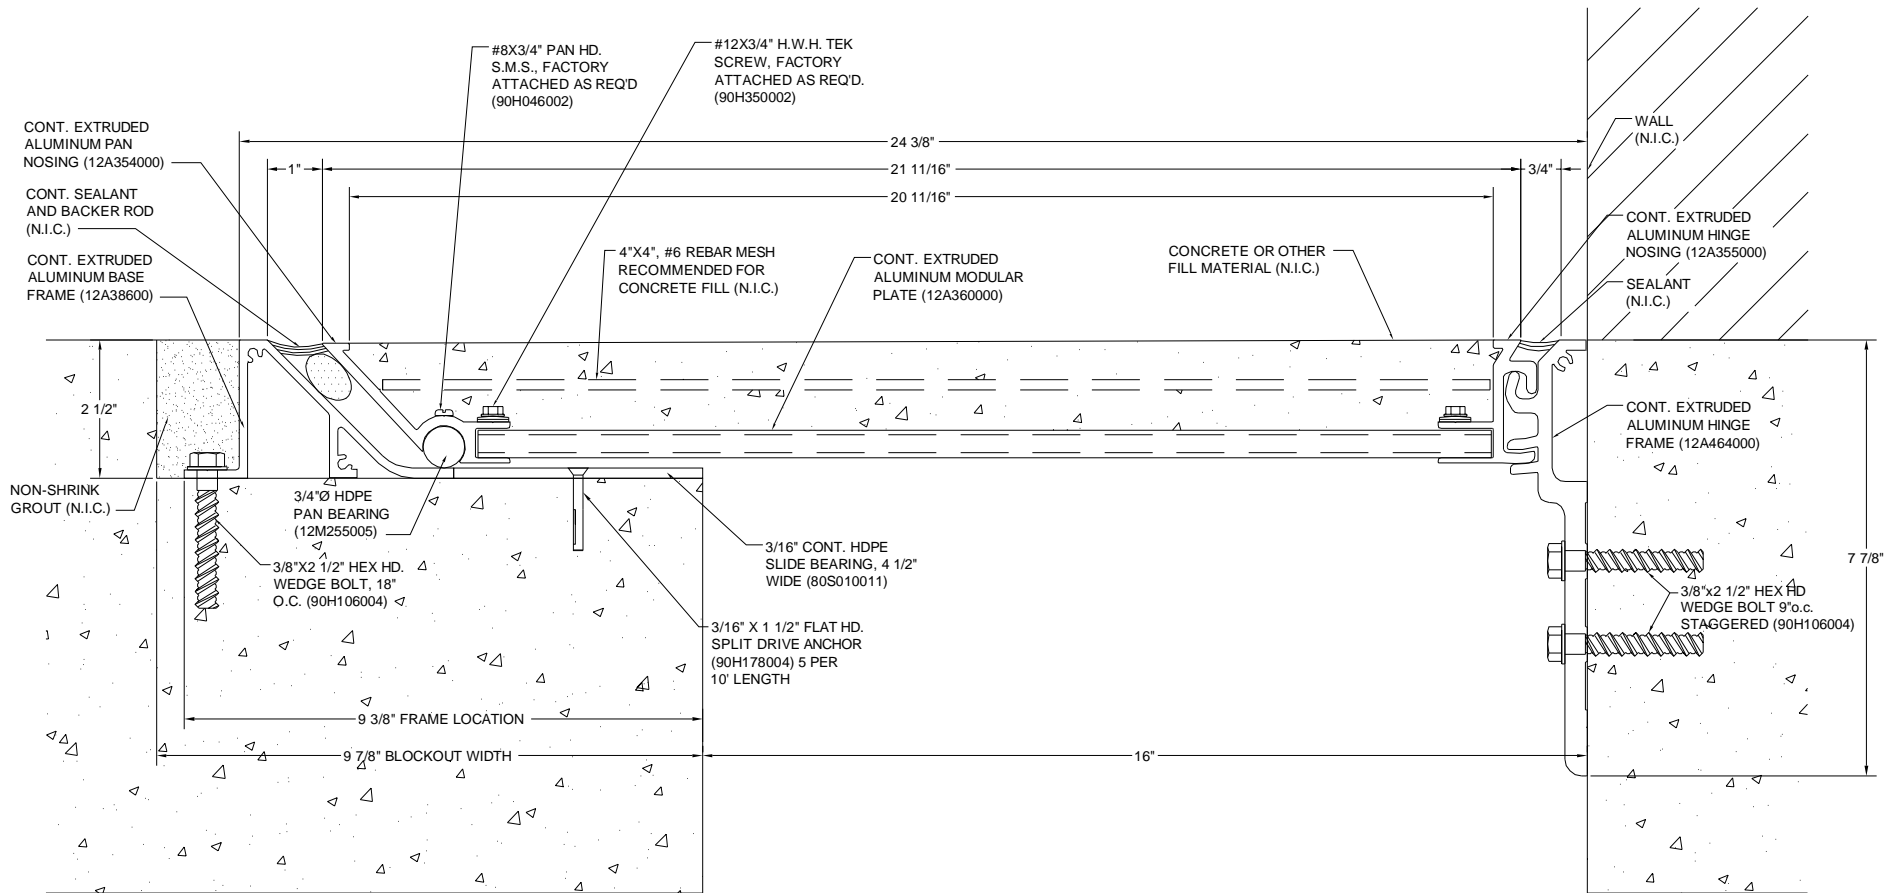 #8X3/4" PAN HD.
S.M.S., FACTORY
ATTACHED AS REQ'D
(90H046002)
#12X3/4" H.W.H. TEK
SCREW, FACTORY
ATTACHED AS REQ'D.
(90H350002)
CONT. EXTRUDED
ALUMINUM PAN
NOSING (12A354000)
WALL
(N.I.C.)
24 3/8"
1"
21 11/16"
3/4"
20 11/16"
CONT. SEALANT
AND BACKER ROD
(N.I.C.)
CONT. EXTRUDED
ALUMINUM BASE
FRAME (12A38600)
4"X4", #6 REBAR MESH
RECOMMENDED FOR
CONCRETE FILL (N.I.C.)
CONT. EXTRUDED
ALUMINUM MODULAR
PLATE (12A360000)
CONCRETE OR OTHER
FILL MATERIAL (N.I.C.)
CONT. EXTRUDED
ALUMINUM HINGE
NOSING (12A355000)
SEALANT
(N.I.C.)
2 1/2"
CONT. EXTRUDED
ALUMINUM HINGE
FRAME (12A464000)
NON-SHRINK
GROUT (N.I.C.)
3/4"Ø HDPE
PAN BEARING
(12M255005)
3/8"X2 1/2" HEX HD.
WEDGE BOLT, 18"
O.C. (90H106004)
3/16" CONT. HDPE
SLIDE BEARING, 4 1/2"
WIDE (80S010011)
7 7/8"
3/8"x2 1/2" HEX HD
WEDGE BOLT 9"o.c.
STAGGERED (90H106004)
3/16" X 1 1/2" FLAT HD.
SPLIT DRIVE ANCHOR
(90H178004) 5 PER
10' LENGTH
9 3/8" FRAME LOCATION
9 7/8" BLOCKOUT WIDTH
16"